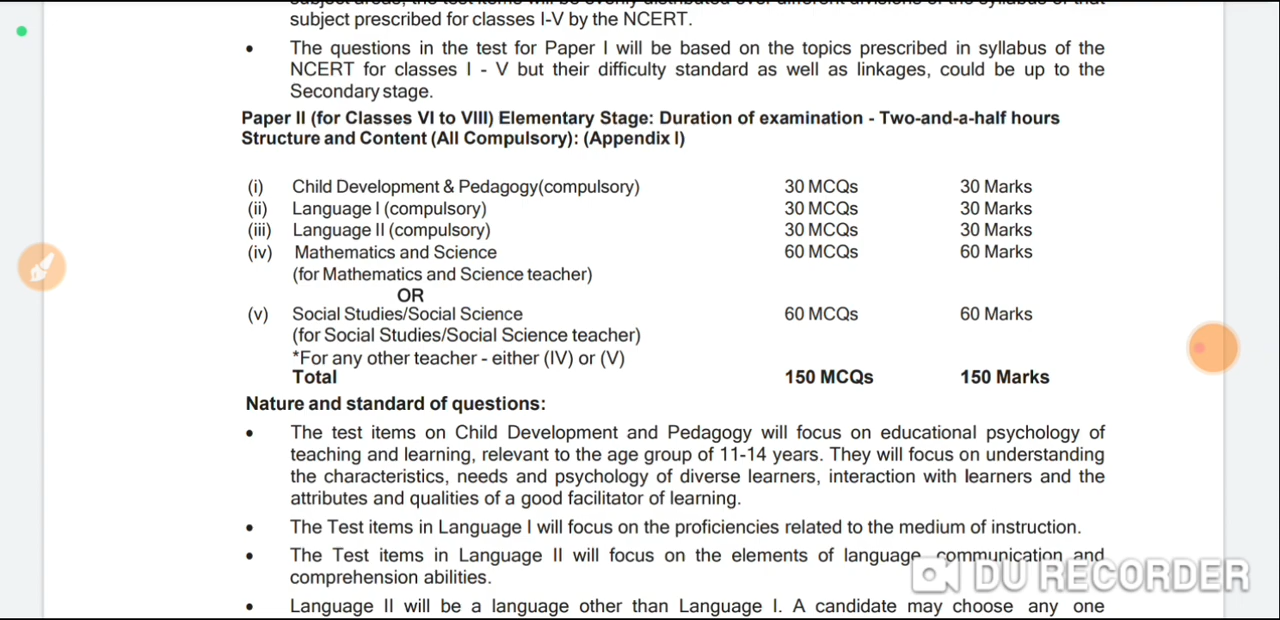 subject prescribed for classes I-V by the NCERT.
• The questions in the test for Paper I will be based on the topics prescribed in syllabus of the
NCERT for classes I - V but their difficulty standard as well as linkages, could be up to the
Secondary stage.
Paper II (for Classes VI to VIII) Elementary Stage: Duration of examination - Two-and-a-half hours
Structure and Content (All Compulsory): (Appendix I)
(i) Child Development & Pedagogy(compulsory) 30 MCQs 30 Marks
(ii) Language I (compulsory) 30 MCQs 30 Marks
(iii) Language II (compulsory) 30 MCQs 30 Marks
(iv) Mathematics and Science 60 MCQs 60 Marks
(for Mathematics and Science teacher)
OR
(v) Social Studies/Social Science 60 MCQs 60 Marks
(for Social Studies/Social Science teacher)
*For any other teacher - either (IV) or (V)
Total 150 MCQs 150 Marks
Nature and standard of questions:
• The test items on Child Development and Pedagogy will focus on educational psychology of
teaching and learning, relevant to the age group of 11-14 years. They will focus on understanding
the characteristics, needs and psychology of diverse learners, interaction with learners and the
attributes and qualities of a good facilitator of learning.
• The Test items in Language I will focus on the proficiencies related to the medium of instruction.
• The Test items in Language II will focus on the elements of language, communication and
comprehension abilities.
• Language II will be a language other than Language I. A candidate may choose any one
DU RECORDER